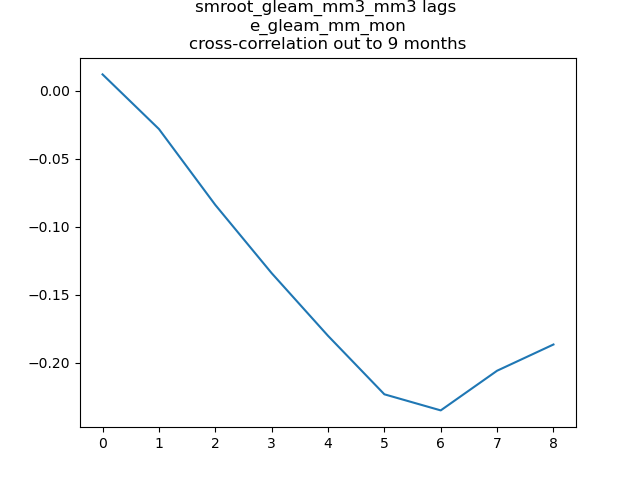 smroot_gleam_mm3_mm3 lags
e_gleam_mm_mon
cross-correlation out to 9 months
0.00
−0.05
−0.10
−0.15
−0.20
0 1 2 3 4 5 6 7 8